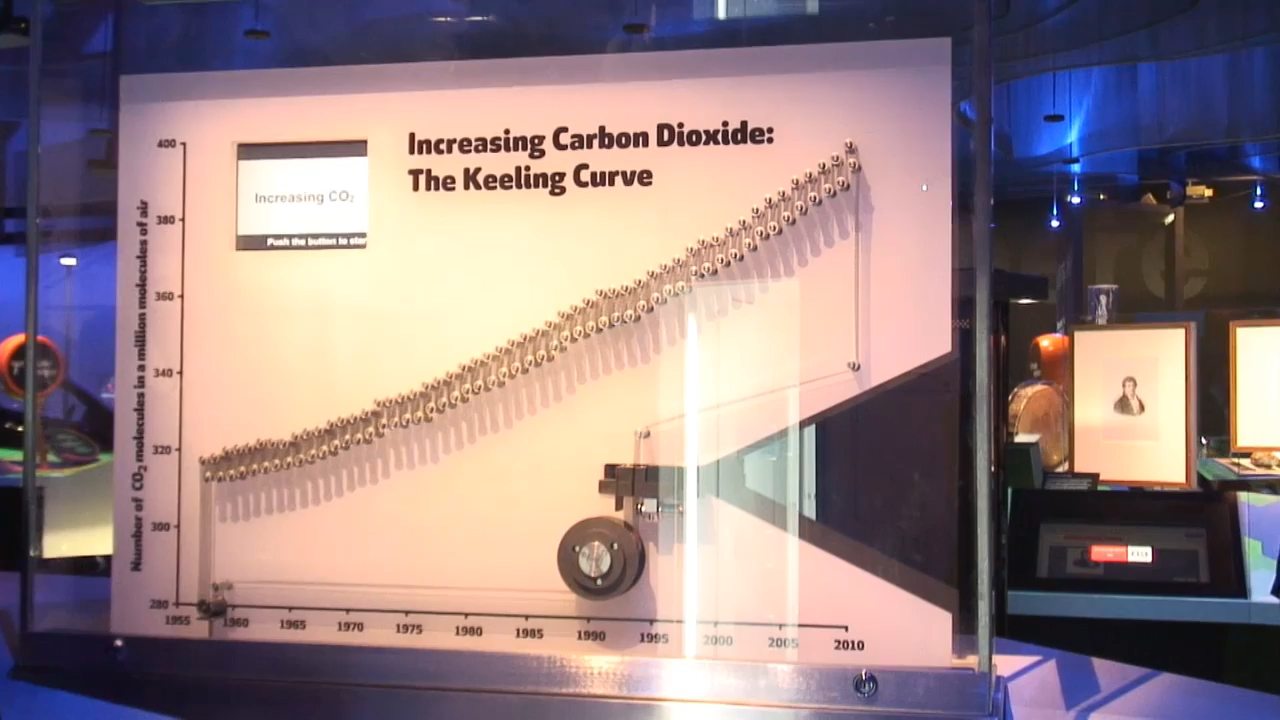 Increasing Carbon Dioxide:
The Keeling Curve
Increasing CO₂
Push the button to star
Number of CO₂ molecules in a million molecules of air
400
380
360
340
320
300
280
1955 1960 1965 1970 1975 1980 1985 1990 1995 2000 2005 2010
re